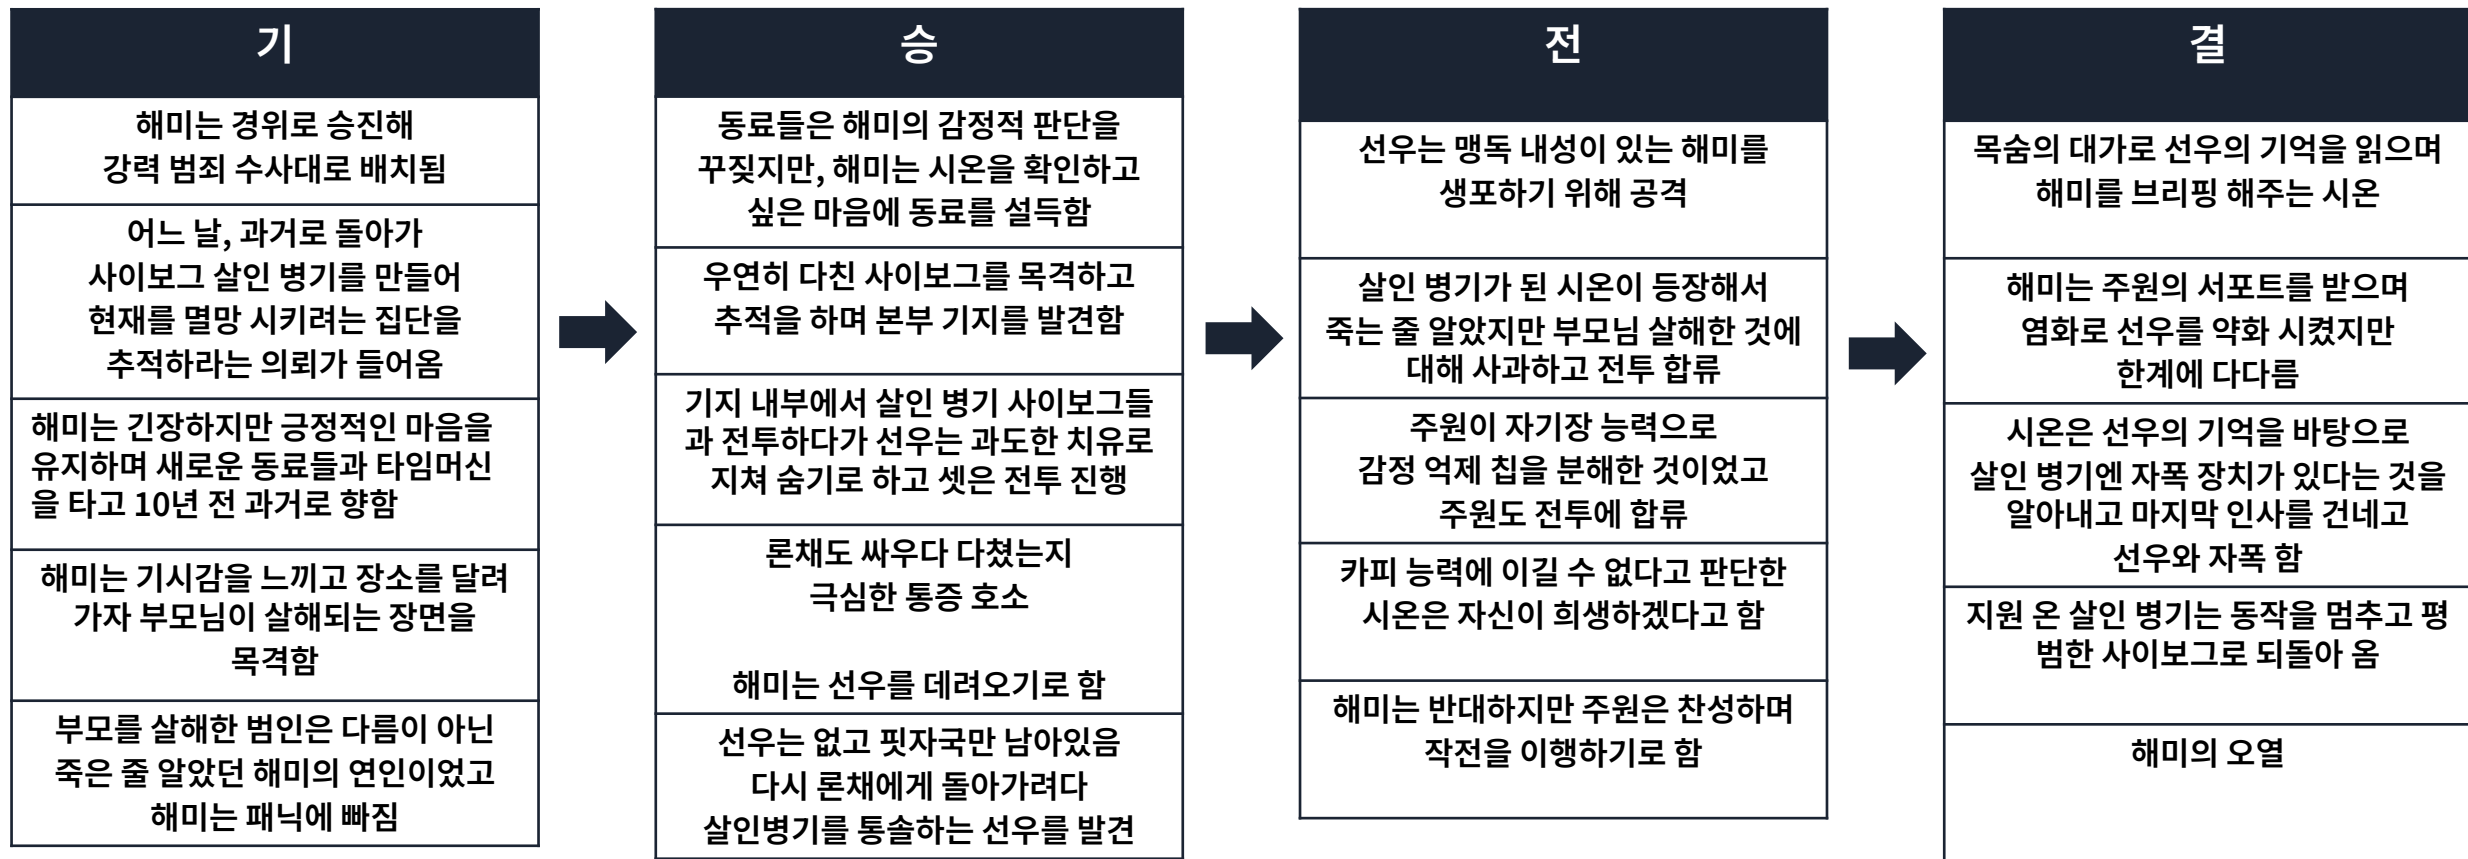 기
해미는 경위로 승진해
강력 범죄 수사대로 배치됨
어느 날, 과거로 돌아가
사이보그 살인 병기를 만들어
현재를 멸망 시키려는 집단을
추적하라는 의뢰가 들어옴
해미는 긴장하지만 긍정적인 마음을
유지하며 새로운 동료들과 타임머신
을 타고 10년 전 과거로 향함
해미는 기시감을 느끼고 장소를 달려
가자 부모님이 살해되는 장면을
목격함
부모를 살해한 범인은 다름이 아닌
죽은 줄 알았던 해미의 연인이었고
해미는 패닉에 빠짐
승
동료들은 해미의 감정적 판단을
꾸짖지만, 해미는 시온을 확인하고
싶은 마음에 동료를 설득함
우연히 다친 사이보그를 목격하고
추적을 하며 본부 기지를 발견함
기지 내부에서 살인 병기 사이보그들
과 전투하다가 선우는 과도한 치유로
지쳐 숨기로 하고 셋은 전투 진행
론채도 싸우다 다쳤는지
극심한 통증 호소
해미는 선우를 데려오기로 함
선우는 없고 핏자국만 남아있음
다시 론채에게 돌아가려다
살인병기를 통솔하는 선우를 발견
전
선우는 맹독 내성이 있는 해미를
생포하기 위해 공격
살인 병기가 된 시온이 등장해서
죽는 줄 알았지만 부모님 살해한 것에
대해 사과하고 전투 합류
주원이 자기장 능력으로
감정 억제 칩을 분해한 것이었고
주원도 전투에 합류
카피 능력에 이길 수 없다고 판단한
시온은 자신이 희생하겠다고 함
해미는 반대하지만 주원은 찬성하며
작전을 이행하기로 함
결
목숨의 대가로 선우의 기억을 읽으며
해미를 브리핑 해주는 시온
해미는 주원의 서포트를 받으며
염화로 선우를 약화 시켰지만
한계에 다다름
시온은 선우의 기억을 바탕으로
살인 병기엔 자폭 장치가 있다는 것을
알아내고 마지막 인사를 건네고
선우와 자폭 함
지원 온 살인 병기는 동작을 멈추고 평
범한 사이보그로 되돌아 옴
해미의 오열